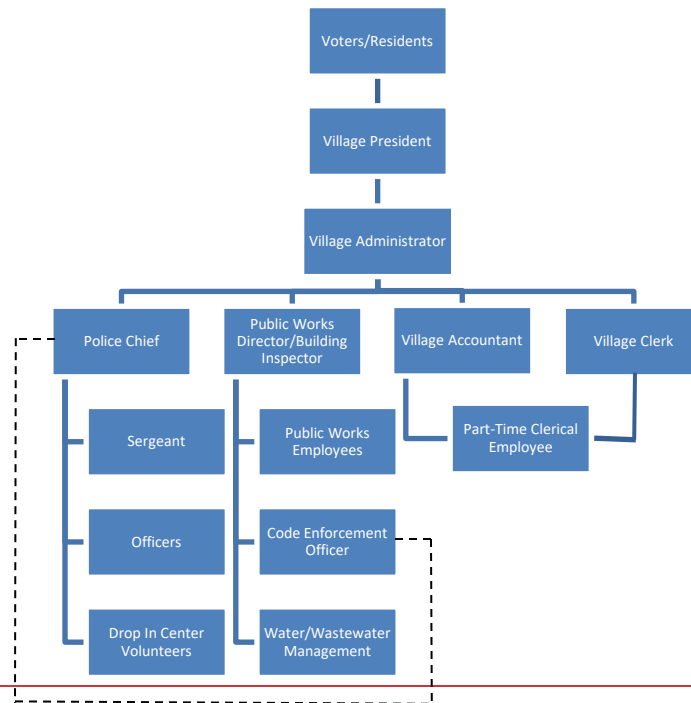 Voters/Residents
Village President
Village Administrator
Police Chief
Public Works
Director/Building
Inspector
Village Accountant
Village Clerk
Sergeant
Public Works
Employees
Part-Time Clerical
Employee
Officers
Code Enforcement
Officer
Drop In Center
Volunteers
Water/Wastewater
Management